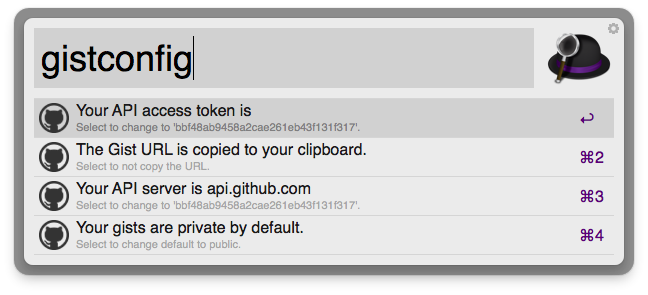 gistconfig
Your API access token is
Select to change to 'bbf48ab9458a2cae261eb43f131f317'.
↩
The Gist URL is copied to your clipboard.
Select to not copy the URL.
⌘2
Your API server is api.github.com
Select to change to 'bbf48ab9458a2cae261eb43f131f317'.
⌘3
Your gists are private by default.
Select to change default to public.
⌘4